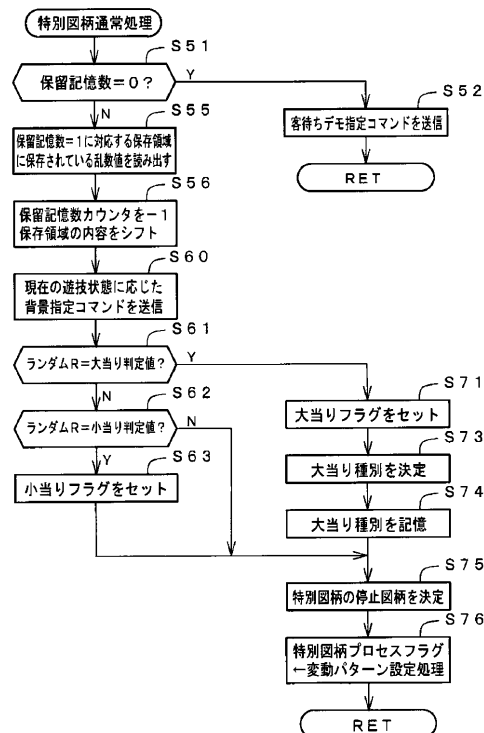 特別図柄通常処理
S51
保留記憶数=0?
Y
N
S52
客待ちデモ指定コマンドを送信
RET
S55
保留記憶数=1に対応する保存領域
に保存されている乱数値を読み出す
S56
保留記憶数カウンタを-1
保存領域の内容をシフト
S60
現在の遊技状態に応じた
背景指定コマンドを送信
S61
ランダムR=大当り判定値?
Y
N
S62
ランダムR=小当り判定値?
N
Y
S63
小当りフラグをセット
S71
大当りフラグをセット
S73
大当り種別を決定
S74
大当り種別を記憶
S75
特別図柄の停止図柄を決定
S76
特別図柄プロセスフラグ
←変動パターン設定処理
RET